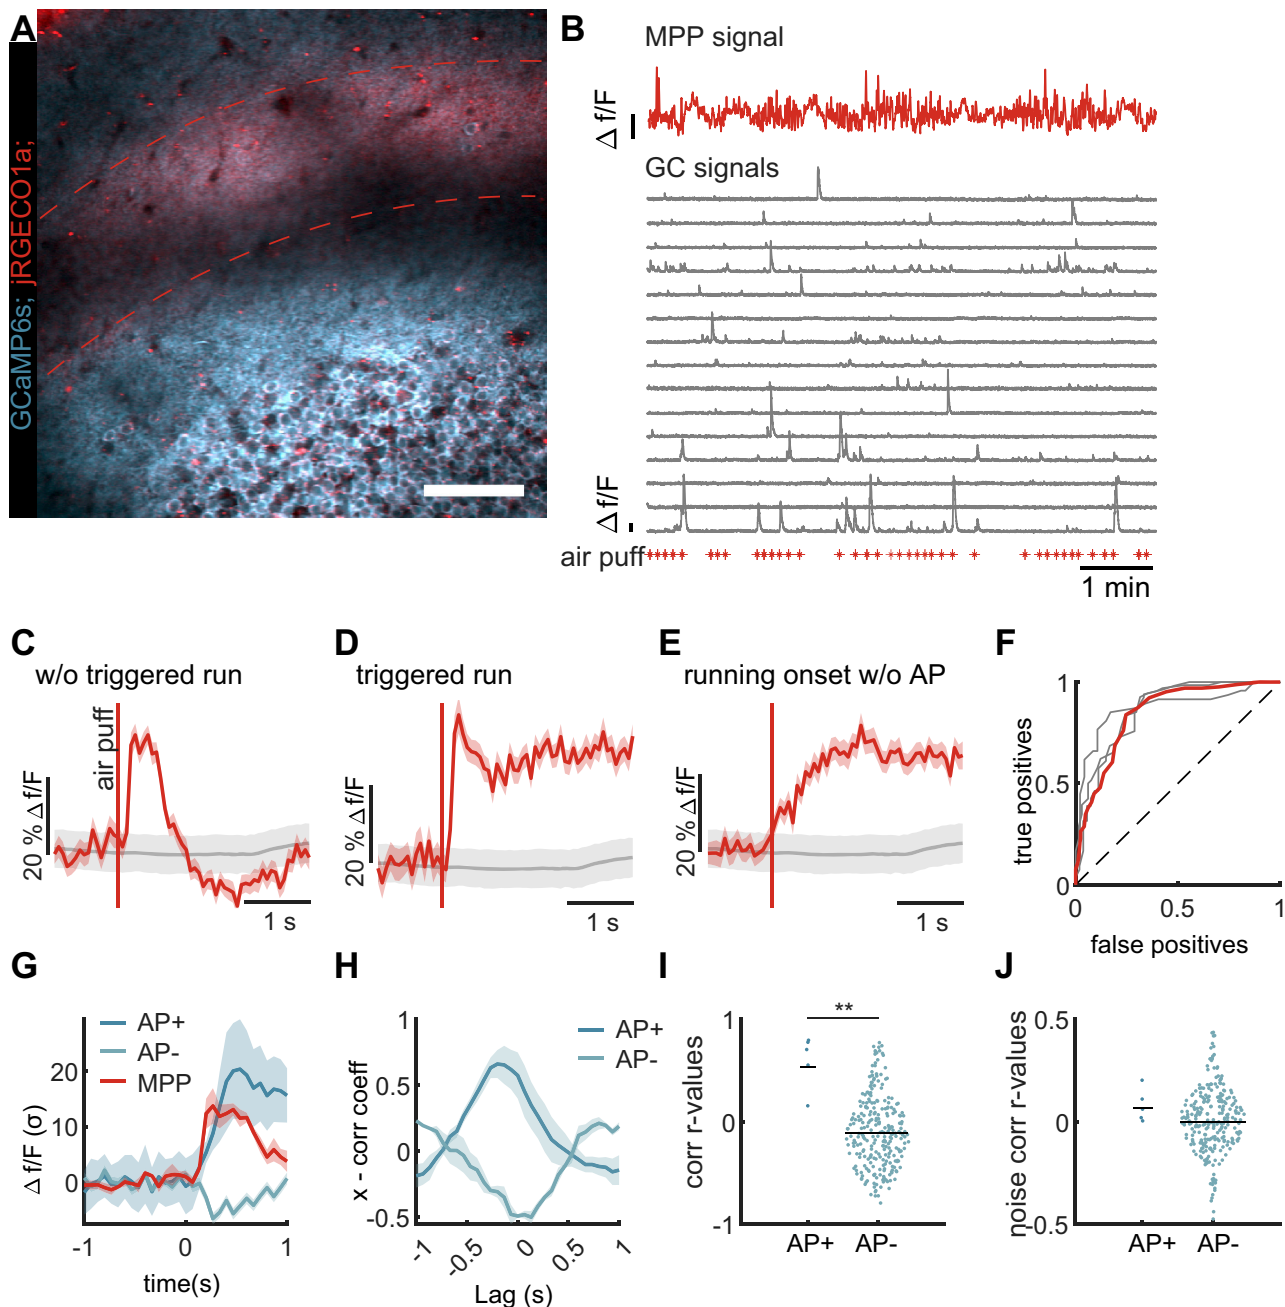 A
GCaMP6s; jRGECO1a;
B
MPP signal
Δ f/F
GC signals
Δ f/F
air puff
1 min
C
w/o triggered run
air puff
20 % Δ f/F
1 s
D
triggered run
20 % Δ f/F
1 s
E
running onset w/o AP
20 % Δ f/F
1 s
F
true positives
1
0.5
0
0
0.5
1
false positives
G
AP+
AP-
MPP
Δ f/F (σ)
20
10
0
-1
0
1
time(s)
H
AP+
AP-
x - corr coeff
1
0.5
0
-0.5
-1
-0.5
0
0.5
1
Lag (s)
I
**
corr r-values
1
0
-1
AP+ AP-
J
noise corr r-values
0.5
0
-0.5
AP+ AP-